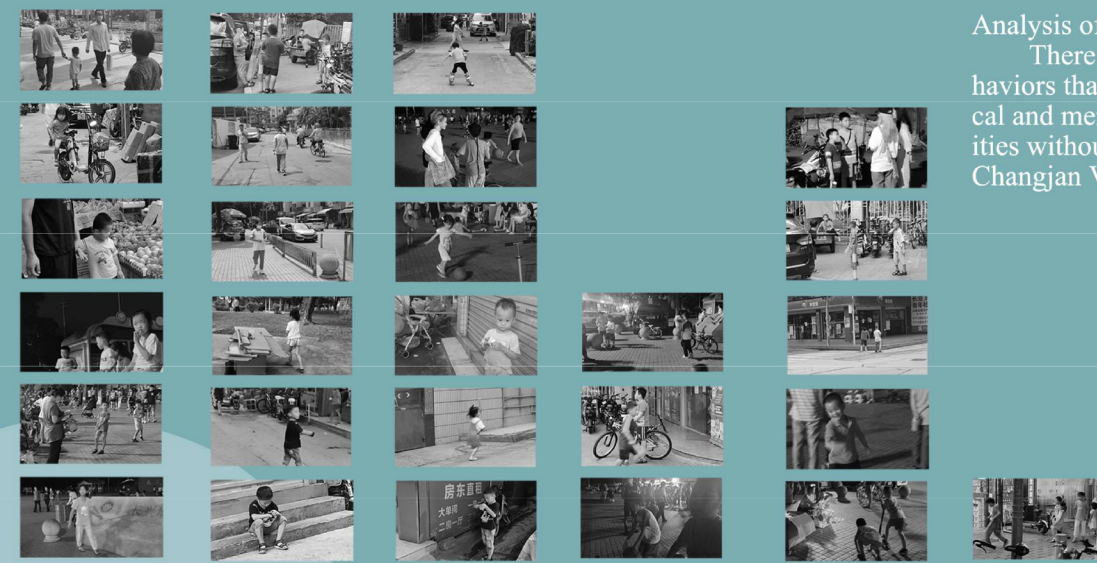 Analysis of
There
haviors tha
cal and me
ities withou
Changjan V
房东直租
大单间
二房一厅